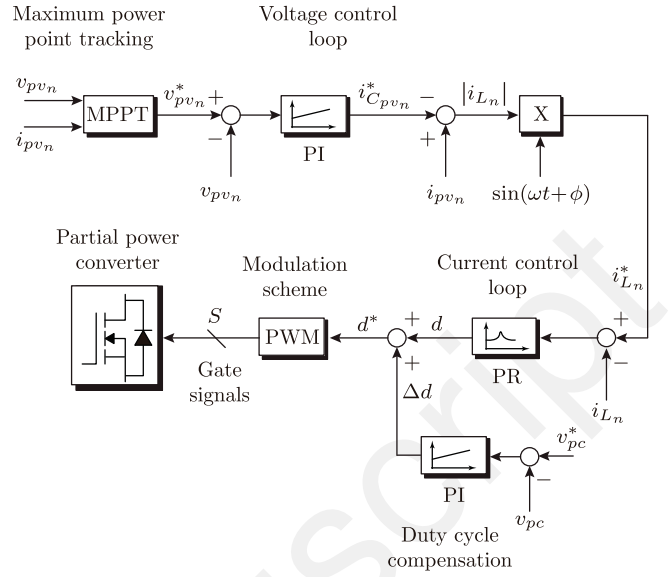 Maximum power
point tracking
Voltage control
loop
v_{pv_n}
i_{pv_n}
MPPT
v^*_{pv_n} +
−
v_{pv_n}
PI
i^*_{C_{pv_n}} −
+
i_{pv_n}
|i_{L_n}|
X
sin(ωt+ϕ)
i^*_{L_n}
Partial power
converter
Modulation
scheme
Current control
loop
S
Gate
signals
PWM
d^*
+
+
d
PR
+
−
i_{L_n}
Δd
PI
v^*_{pc}
−
v_{pc}
Duty cycle
compensation